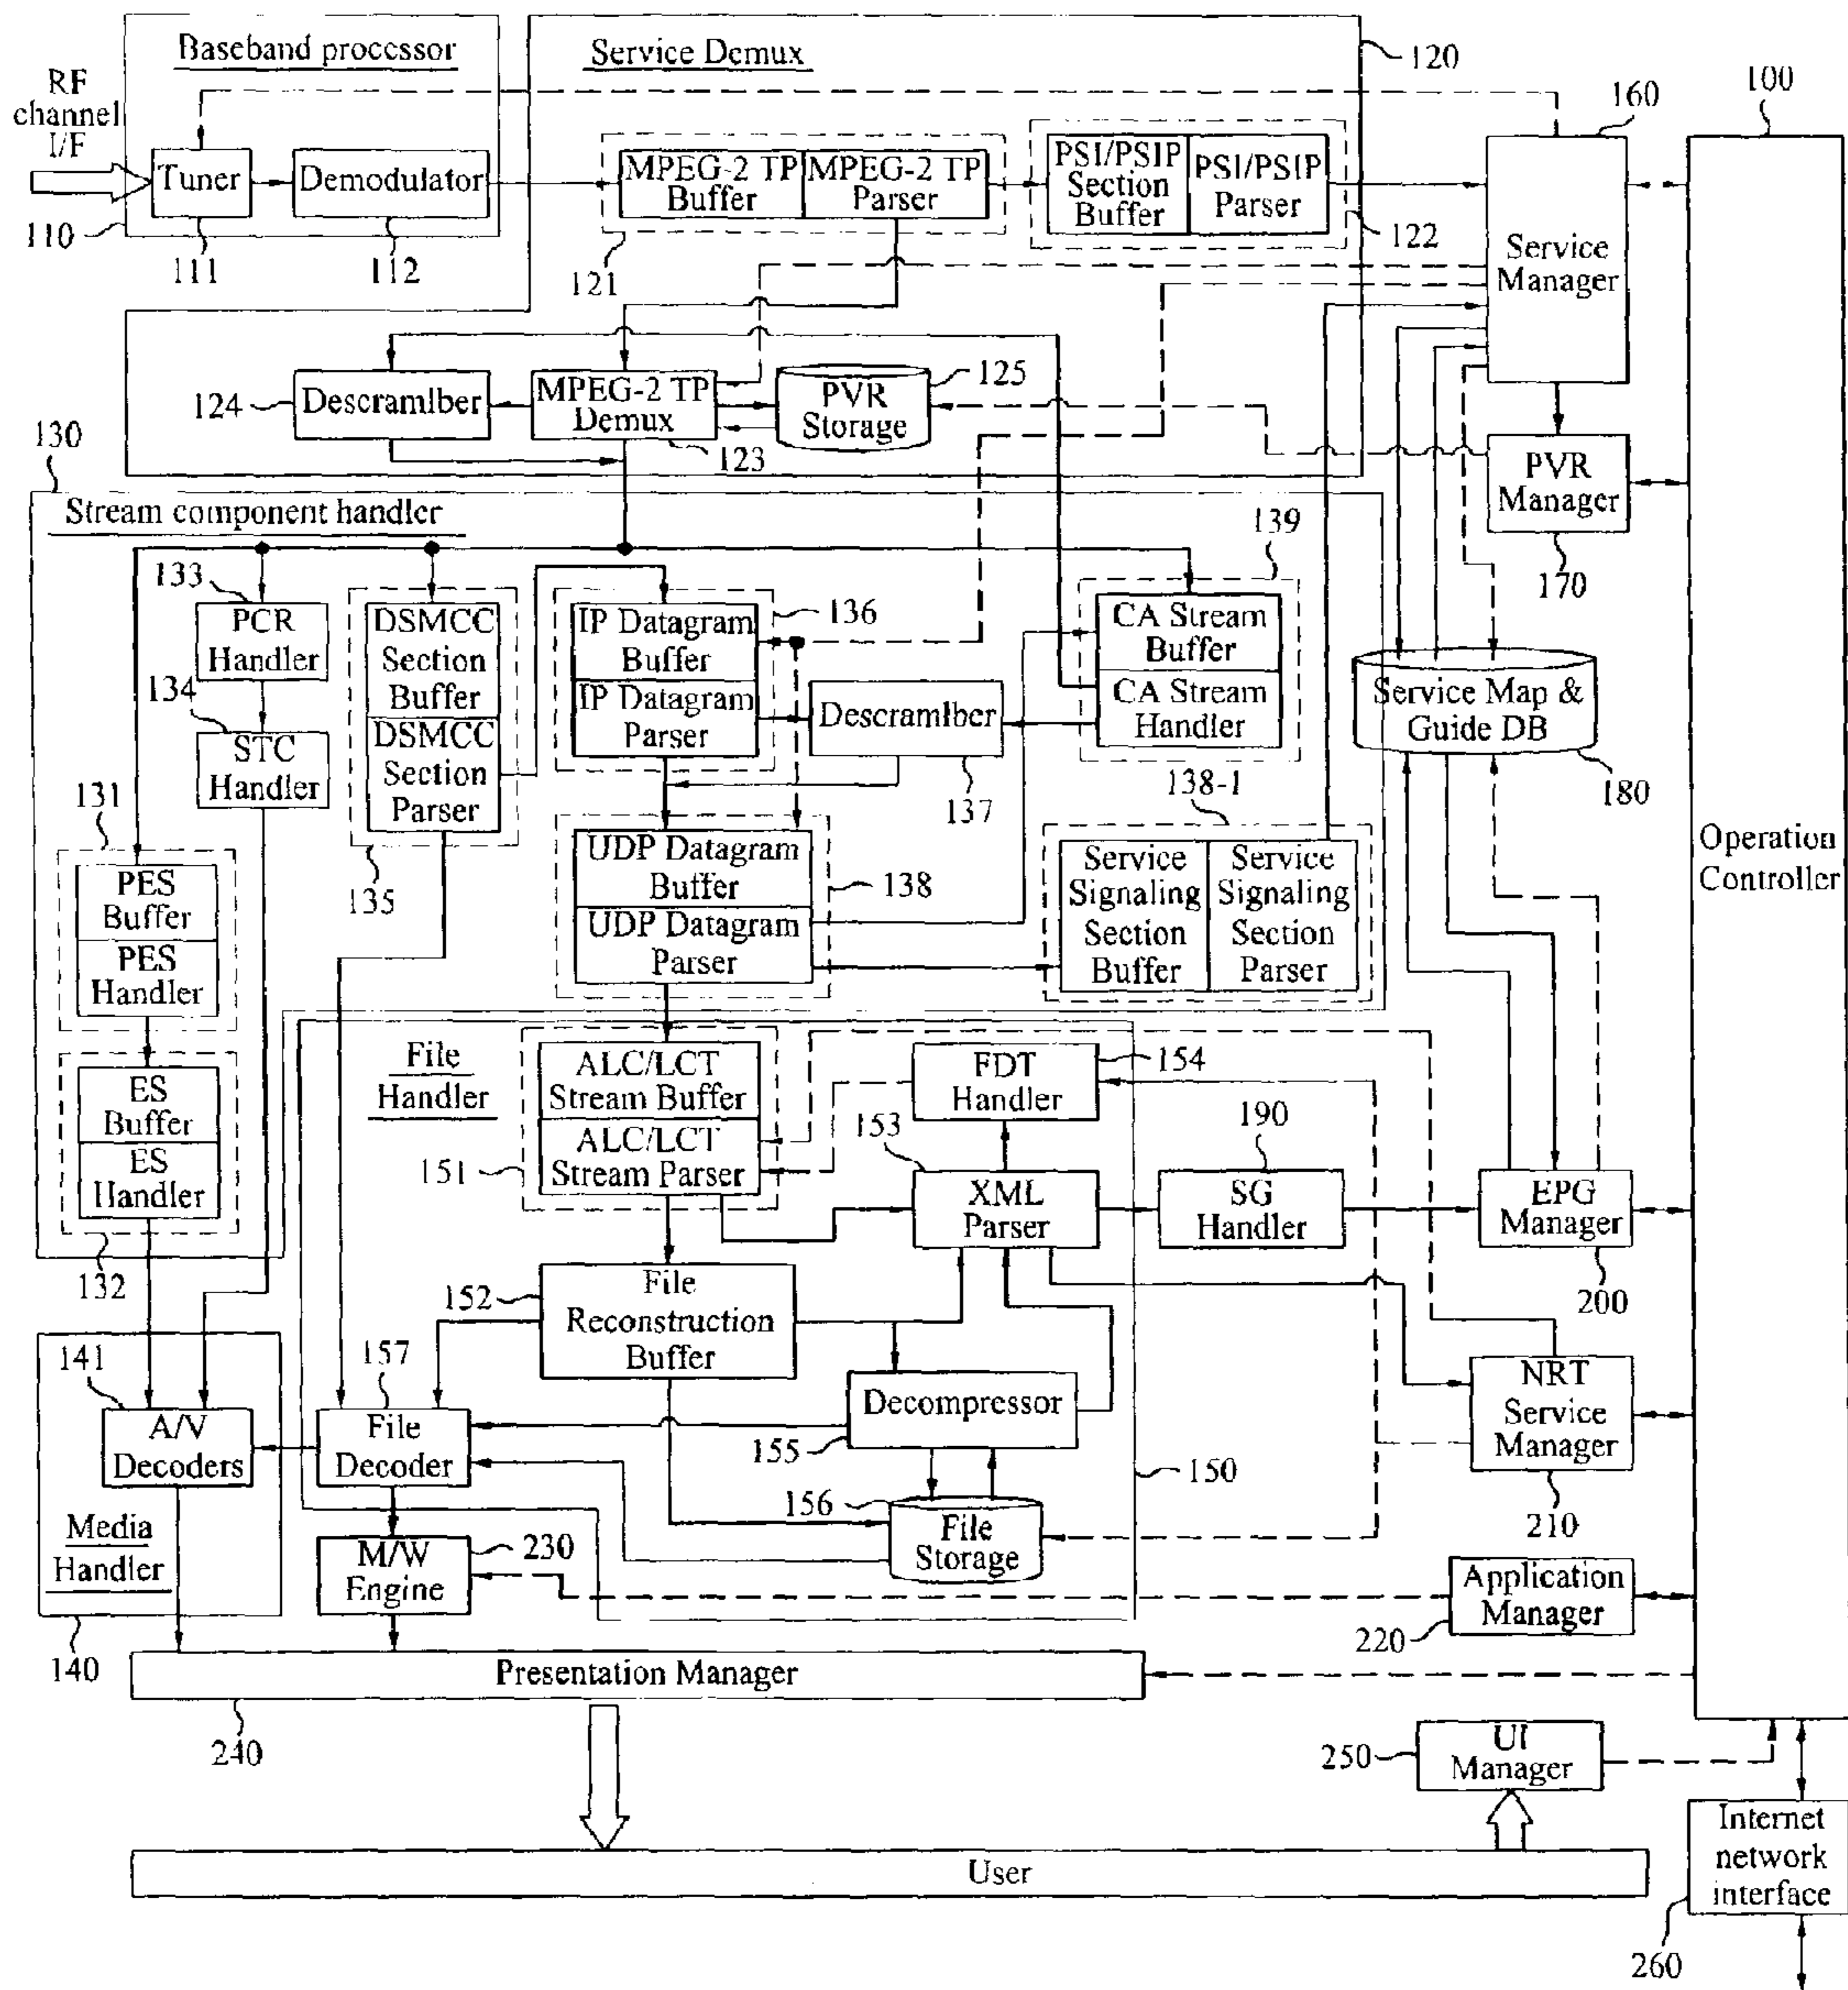 Baseband processor
Service Demux
120
RF
channel
I/F
100
160
Tuner
Demodulator
MPEG-2 TP
Buffer
MPEG-2 TP
Parser
PSI/PSIP
Section
Buffer
PSI/PSIP
Parser
110
111
112
121
122
Service
Manager
124
Descramlber
MPEG-2 TP
Demux
123
PVR
Storage
125
130
PVR
Manager
170
Stream component handler
133
PCR
Handler
134
STC
Handler
DSMCC
Section
Buffer
DSMCC
Section
Parser
135
IP Datagram
Buffer
IP Datagram
Parser
136
Descramlber
137
139
CA Stream
Buffer
CA Stream
Handler
138-1
Service Map &
Guide DB
180
Operation
Controller
131
PES
Buffer
PES
Handler
UDP Datagram
Buffer
UDP Datagram
Parser
138
Service
Signaling
Section
Buffer
Service
Signaling
Section
Parser
ES
Buffer
ES
Handler
132
File
Handler
ALC/LCT
Stream Buffer
ALC/LCT
Stream Parser
151
FDT
Handler
154
153
XML
Parser
190
SG
Handler
EPG
Manager
200
152
File
Reconstruction
Buffer
141
A/V
Decoders
157
File
Decoder
Decompressor
155
150
NRT
Service
Manager
210
156
File
Storage
Media
Handler
140
M/W
Engine
230
Application
Manager
220
Presentation Manager
240
250
UI
Manager
User
Internet
network
interface
260